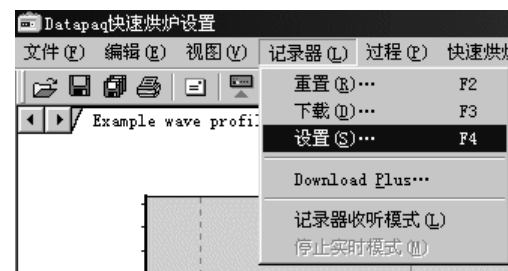 Datapaq快速烘炉设置
文件(F) 编辑(E) 视图(V) 记录器(L) 过程(P) 快速烘
Example wave profi
重置(R)… F2
下载(D)… F3
设置(S)… F4
Download Plus…
记录器收听模式(L)
停止实时模式(M)